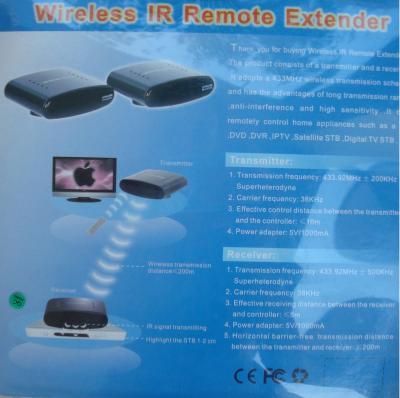 Wireless IR Remote Extender
Thank you for buying Wireless IR Remote Extend
The product consists of a transmitter and a recei
.It adopts a 433MHz wireless transmission sche
and has the advantages of long transmission ran
,anti-interference and high sensitivity .It c
remotely control home appliances such as a
,DVD ,DVR ,IPTV ,Satellite STB ,Digital TV STB
Transmitter
Transmitter:
1. Transmission frequency: 433.92MHz ± 200KHz
Superheterodyne
2. Carrier frequency: 38KHz
3. Effective control distance between the transmitte
and the controller: ≤10m
4. Power adapter: 5V/1000mA
Wireless transmission
distance≤200m
Receiver
IR signal transmitting
Highlight the STB 1-2 cm
Receiver:
1. Transmission frequency: 433.92MHz ± 500KHz
Superheterodyne
2. Carrier frequency: 38KHz
3. Effective receiving distance between the receiver
and controller: ≤5m
4. Power adapter: 5V/1000mA
5. Horizontal barrier-free transmission distance
between the transmitter and receiver: ≥200m
CE FC